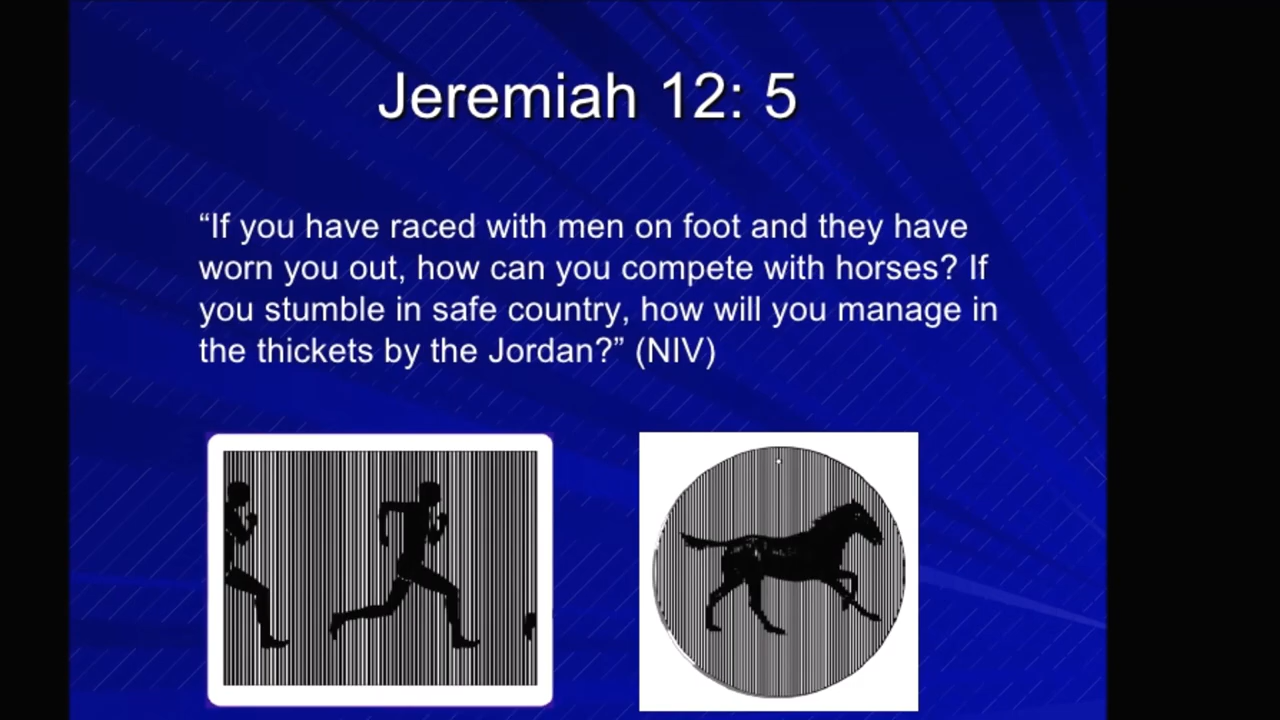 Jeremiah 12: 5
“If you have raced with men on foot and they have
worn you out, how can you compete with horses? If
you stumble in safe country, how will you manage in
the thickets by the Jordan?” (NIV)